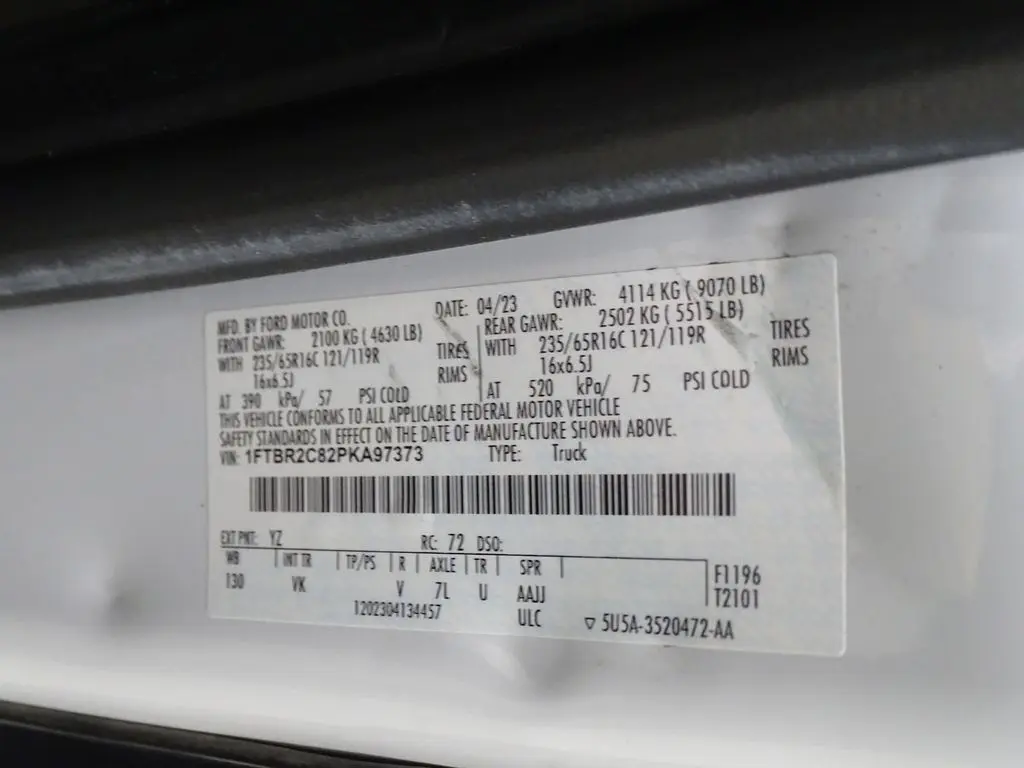 MFD. BY FORD MOTOR CO. DATE: 04/23 GVWR: 4114 KG ( 9070 LB)
FRONT GAWR: 2100 KG ( 4630 LB) REAR GAWR: 2502 KG ( 5515 LB)
WITH 235/65R16C 121/119R TIRES WITH 235/65R16C 121/119R TIRES
16x6.5J RIMS 16x6.5J RIMS
AT 390 kPa/ 57 PSI COLD AT 520 kPa/ 75 PSI COLD
THIS VEHICLE CONFORMS TO ALL APPLICABLE FEDERAL MOTOR VEHICLE
SAFETY STANDARDS IN EFFECT ON THE DATE OF MANUFACTURE SHOWN ABOVE.
VIN: 1FTBR2C82PKA97373 TYPE: Truck
EXT PNT: YZ RC: 72 DSO:
WB INT TR TP/PS R AXLE TR SPR F1196
130 VK V 7L U AAJJ T2101
1202304134457 ULC ▽ 5U5A-3520472-AA